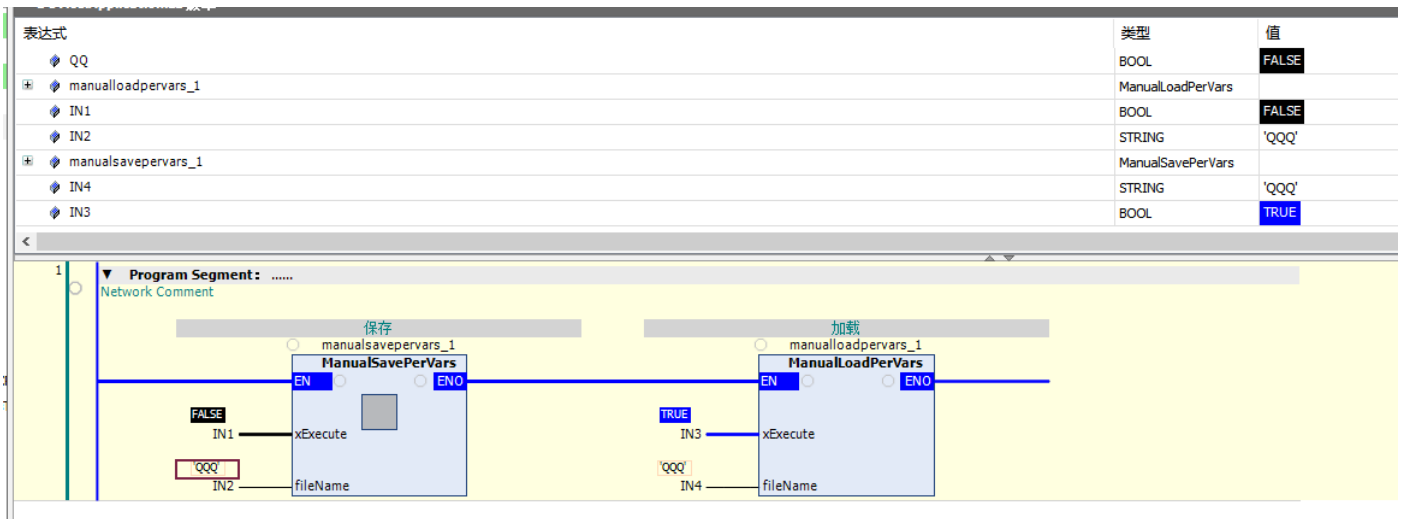 表达式 类型 值
QQ BOOL FALSE
manualloadpervars_1 ManualLoadPerVars
IN1 BOOL FALSE
IN2 STRING 'QQQ'
manualsavepervars_1 ManualSavePerVars
IN4 STRING 'QQQ'
IN3 BOOL TRUE
1 Program Segment: ......
Network Comment
保存 加载
manualsavepervars_1 manualloadpervars_1
ManualSavePerVars ManualLoadPerVars
EN ENO EN ENO
FALSE TRUE
IN1 xExecute IN3 xExecute
'QQQ' 'QQQ'
IN2 fileName IN4 fileName